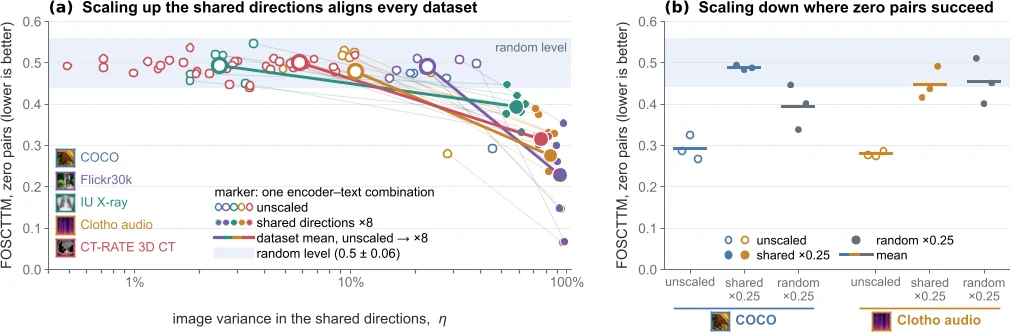 (a) Scaling up the shared directions aligns every dataset
FOSCTTM, zero pairs (lower is better)
0.6
0.5
0.4
0.3
0.2
0.1
0.0
random level
COCO
Flickr30k
IU X-ray
Clotho audio
CT-RATE 3D CT
marker: one encoder–text combination
unscaled
shared directions ×8
dataset mean, unscaled → ×8
random level (0.5 ± 0.06)
1%
10%
100%
image variance in the shared directions, η
(b) Scaling down where zero pairs succeed
FOSCTTM, zero pairs (lower is better)
0.6
0.5
0.4
0.3
0.2
0.1
0.0
unscaled
shared ×0.25
random ×0.25
mean
unscaled
shared
×0.25
random
×0.25
unscaled
shared
×0.25
random
×0.25
COCO
Clotho audio